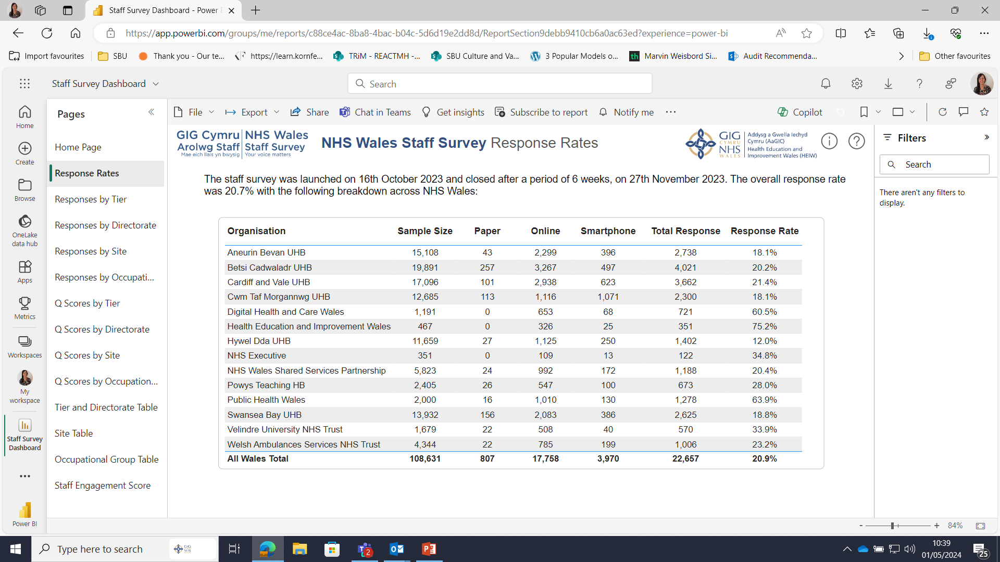 Staff Survey Dashboard - Power
https://app.powerbi.com/groups/me/reports/c88ce4ac-8ba8-4bac-b04c-5d6d19e2dd8d/ReportSection9debb9410cb6a0ac63ed?experience=power-bi
Import favourites SBU Thank you - Our te... https://learn.kornfe... TRiM - REACTMH -... SBU Culture and Va... 3 Popular Models o... Marvin Weisbord Si... Audit Recommenda... Other favourites
Staff Survey Dashboard Search
Home
Create
Browse
OneLake
data hub
Apps
Metrics
Workspaces
My
workspace
Staff Survey
Dashboard
Power BI
Pages
Home Page
Response Rates
Responses by Tier
Responses by Directorate
Responses by Site
Responses by Occupati...
Q Scores by Tier
Q Scores by Directorate
Q Scores by Site
Q Scores by Occupation...
Tier and Directorate Table
Site Table
Occupational Group Table
Staff Engagement Score
File Export Share Chat in Teams Get insights Subscribe to report Notify me ... Copilot
GIG Cymru NHS Wales
Arolwg Staff Staff Survey
Mae eich llais yn bwysig Your voice matters
NHS Wales Staff Survey Response Rates
GIG
CYMRU
NHS
WALES
Addysg a Gwella Iechyd
Cymru (AaGIC)
Health Education and
Improvement Wales (HEIW)
The staff survey was launched on 16th October 2023 and closed after a period of 6 weeks, on 27th November 2023. The overall response rate
was 20.7% with the following breakdown across NHS Wales:
Organisation Sample Size Paper Online Smartphone Total Response Response Rate
Aneurin Bevan UHB 15,108 43 2,299 396 2,738 18.1%
Betsi Cadwaladr UHB 19,891 257 3,267 497 4,021 20.2%
Cardiff and Vale UHB 17,096 101 2,938 623 3,662 21.4%
Cwm Taf Morgannwg UHB 12,685 113 1,116 1,071 2,300 18.1%
Digital Health and Care Wales 1,191 0 653 68 721 60.5%
Health Education and Improvement Wales 467 0 326 25 351 75.2%
Hywel Dda UHB 11,659 27 1,125 250 1,402 12.0%
NHS Executive 351 0 109 13 122 34.8%
NHS Wales Shared Services Partnership 5,823 24 992 172 1,188 20.4%
Powys Teaching HB 2,405 26 547 100 673 28.0%
Public Health Wales 2,000 16 1,010 130 1,278 63.9%
Swansea Bay UHB 13,932 156 2,083 386 2,625 18.8%
Velindre University NHS Trust 1,679 22 508 40 570 33.9%
Welsh Ambulances Services NHS Trust 4,344 22 785 199 1,006 23.2%
All Wales Total 108,631 807 17,758 3,970 22,657 20.9%
Filters
Search
There aren't any filters to
display.
- + 84%
Type here to search
2
10:39
01/05/2024
25